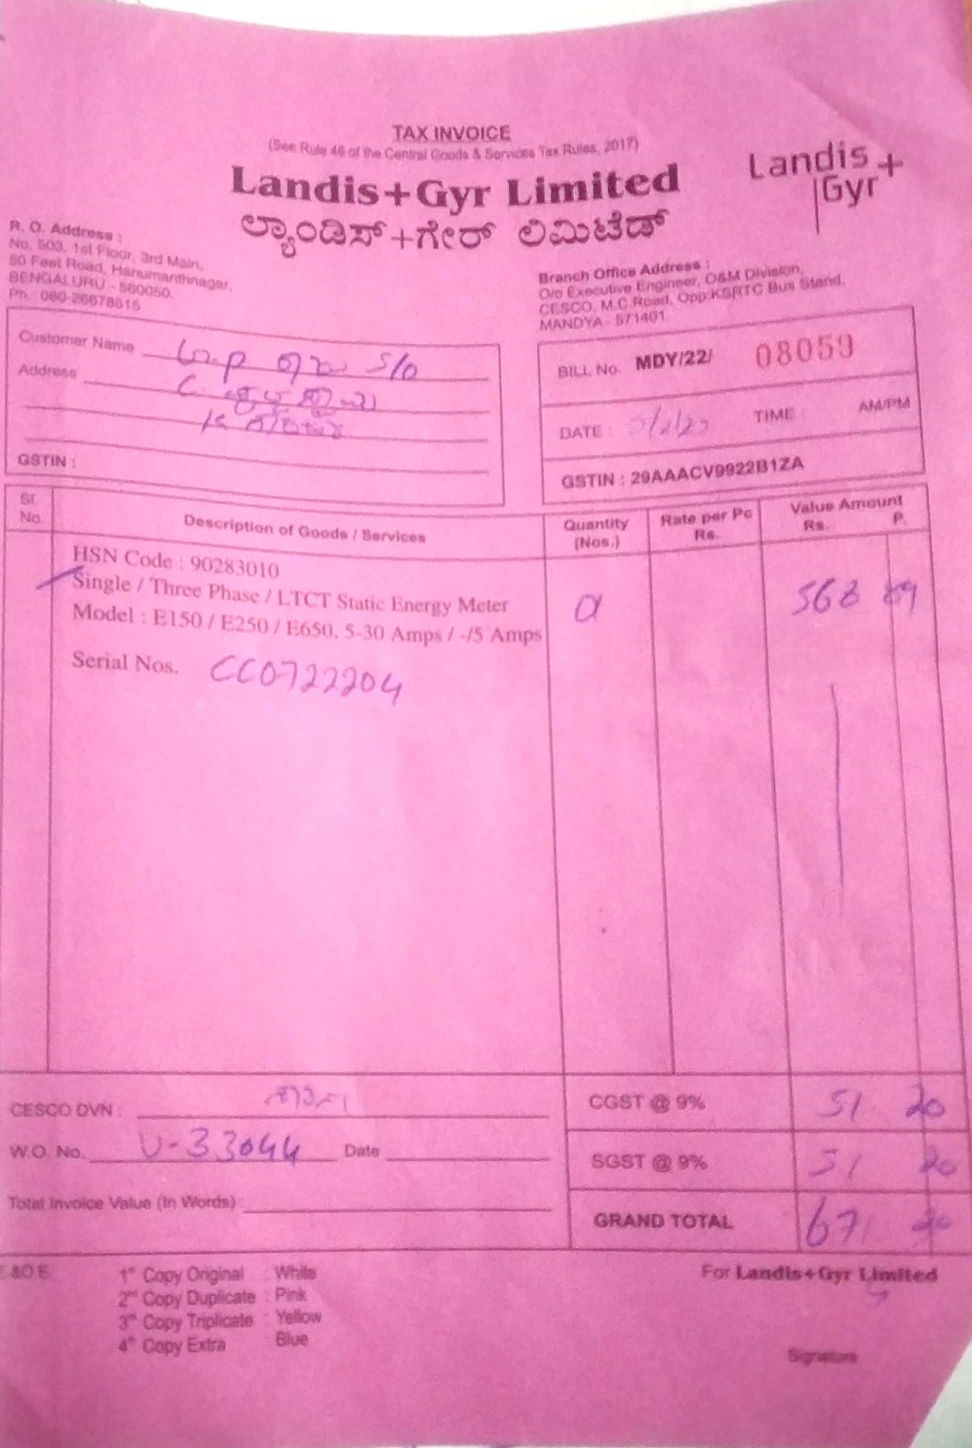 TAX INVOICE
(See Rule 46 of the Central Goods & Services Tax Rules, 2017)
Landis+Gyr Limited
ಲ್ಯಾಂಡಿಸ್+ಗೇರ್ ಲಿಮಿಟೆಡ್
Landis+
Gyr
R. O. Address :
No. 503, 1st Floor, 3rd Main,
50 Feet Road, Hanumanthnagar,
BENGALURU - 560050.
Ph. : 080-26678515
Branch Office Address :
O/o Executive Engineer, O&M Division,
CESCO, M.C.Road, Opp:KSRTC Bus Stand,
MANDYA - 571401
Customer Name S/o
Address
GSTIN :
BILL No. MDY/22/ 08059
DATE : TIME : AM/PM
GSTIN : 29AAACV9922B1ZA
Sr. No. Description of Goods / Services Quantity (Nos.) Rate per Pc Rs. Value Amount Rs. P.
HSN Code : 90283010
Single / Three Phase / LTCT Static Energy Meter 568 89
Model : E150 / E250 / E650, 5-30 Amps / -/5 Amps
Serial Nos. CC0722204
CESCO DVN :
W.O. No. U-33044 Date
Total Invoice Value (In Words) :
CGST @ 9% 51 20
SGST @ 9% 51 20
GRAND TOTAL 671
E &O.E.
1st Copy Original : White
2nd Copy Duplicate : Pink
3rd Copy Triplicate : Yellow
4th Copy Extra : Blue
For Landis+Gyr Limited
Signature